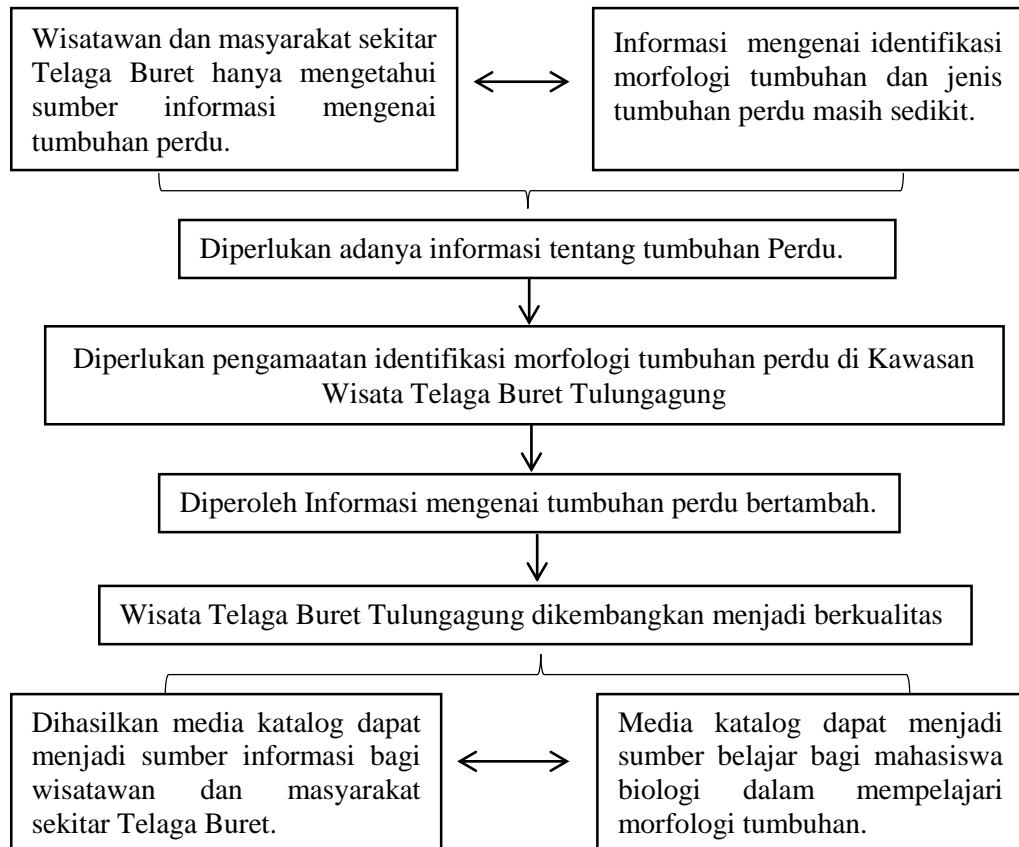 Wisatawan dan masyarakat sekitar
Telaga Buret hanya mengetahui
sumber informasi mengenai
tumbuhan perdu.
Informasi mengenai identifikasi
morfologi tumbuhan dan jenis
tumbuhan perdu masih sedikit.
Diperlukan adanya informasi tentang tumbuhan Perdu.
Diperlukan pengamaatan identifikasi morfologi tumbuhan perdu di Kawasan
Wisata Telaga Buret Tulungagung
Diperoleh Informasi mengenai tumbuhan perdu bertambah.
Wisata Telaga Buret Tulungagung dikembangkan menjadi berkualitas
Dihasilkan media katalog dapat
menjadi sumber informasi bagi
wisatawan dan masyarakat
sekitar Telaga Buret.
Media katalog dapat menjadi
sumber belajar bagi mahasiswa
biologi dalam mempelajari
morfologi tumbuhan.